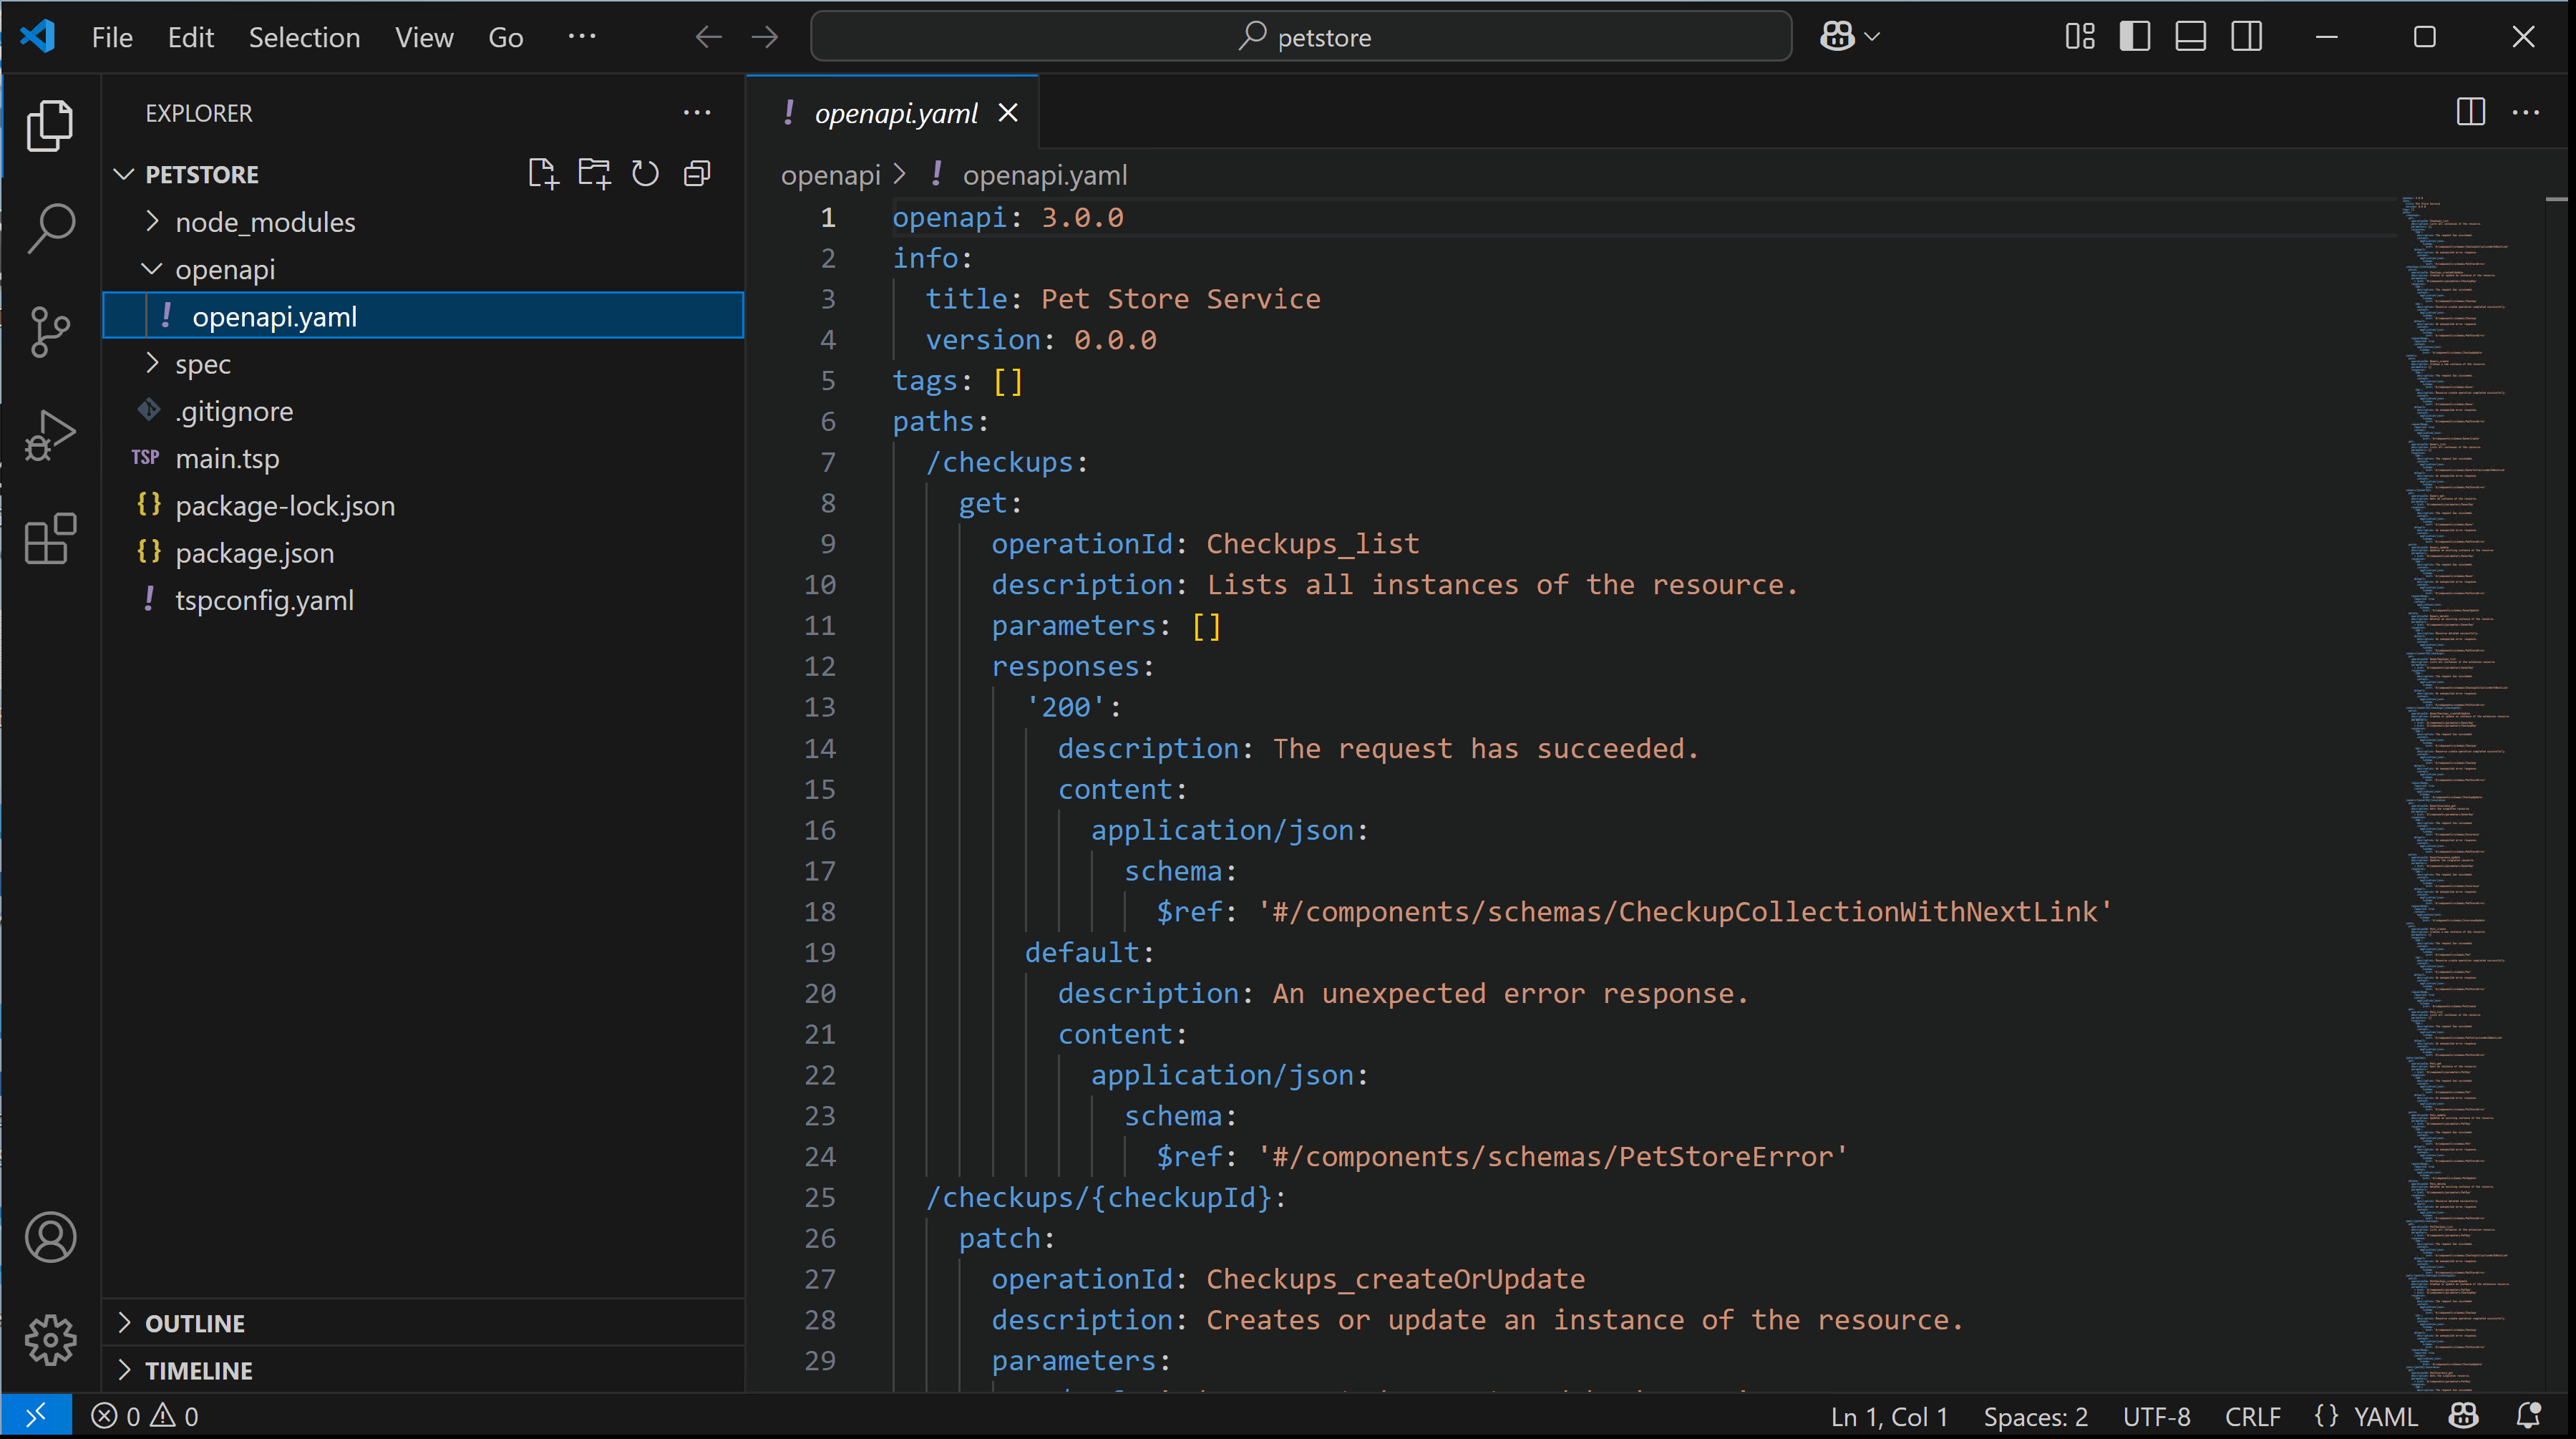 File Edit Selection View Go ··· petstore
EXPLORER
PETSTORE
node_modules
openapi
! openapi.yaml
spec
.gitignore
TSP main.tsp
{} package-lock.json
{} package.json
! tspconfig.yaml
OUTLINE
TIMELINE
! openapi.yaml
openapi > ! openapi.yaml
1 openapi: 3.0.0
2 info:
3 title: Pet Store Service
4 version: 0.0.0
5 tags: []
6 paths:
7 /checkups:
8 get:
9 operationId: Checkups_list
10 description: Lists all instances of the resource.
11 parameters: []
12 responses:
13 '200':
14 description: The request has succeeded.
15 content:
16 application/json:
17 schema:
18 $ref: '#/components/schemas/CheckupCollectionWithNextLink'
19 default:
20 description: An unexpected error response.
21 content:
22 application/json:
23 schema:
24 $ref: '#/components/schemas/PetStoreError'
25 /checkups/{checkupId}:
26 patch:
27 operationId: Checkups_createOrUpdate
28 description: Creates or update an instance of the resource.
29 parameters:
0 0 Ln 1, Col 1 Spaces: 2 UTF-8 CRLF {} YAML